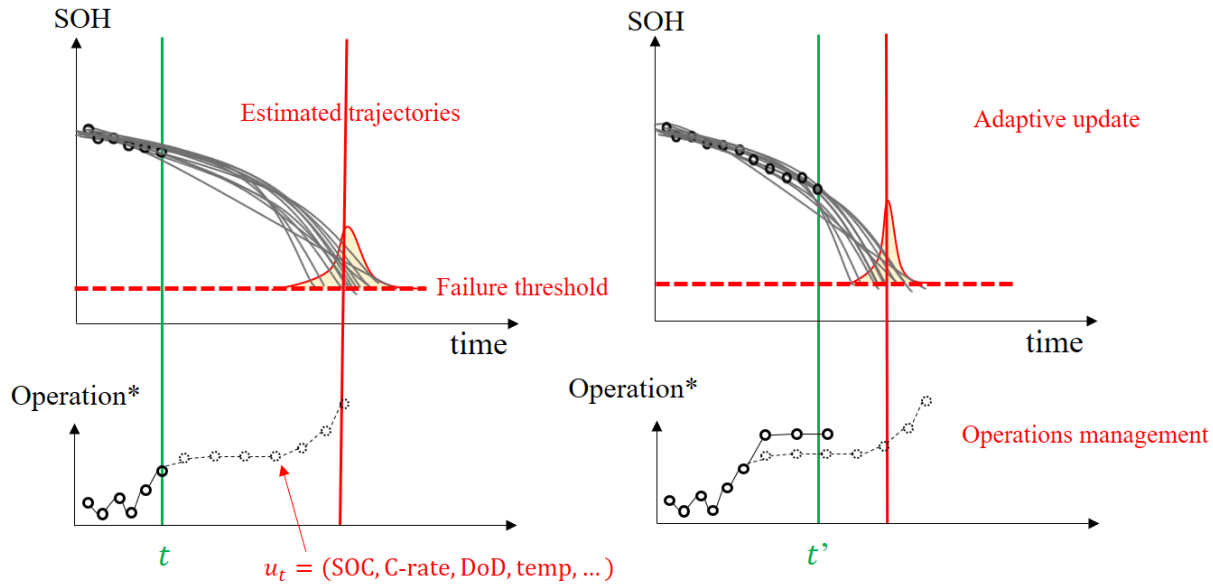 SOH
Estimated trajectories
Failure threshold
time
Operation*
t
u_t = (SOC, C-rate, DoD, temp, … )
SOH
Adaptive update
time
Operation*
Operations management
t’